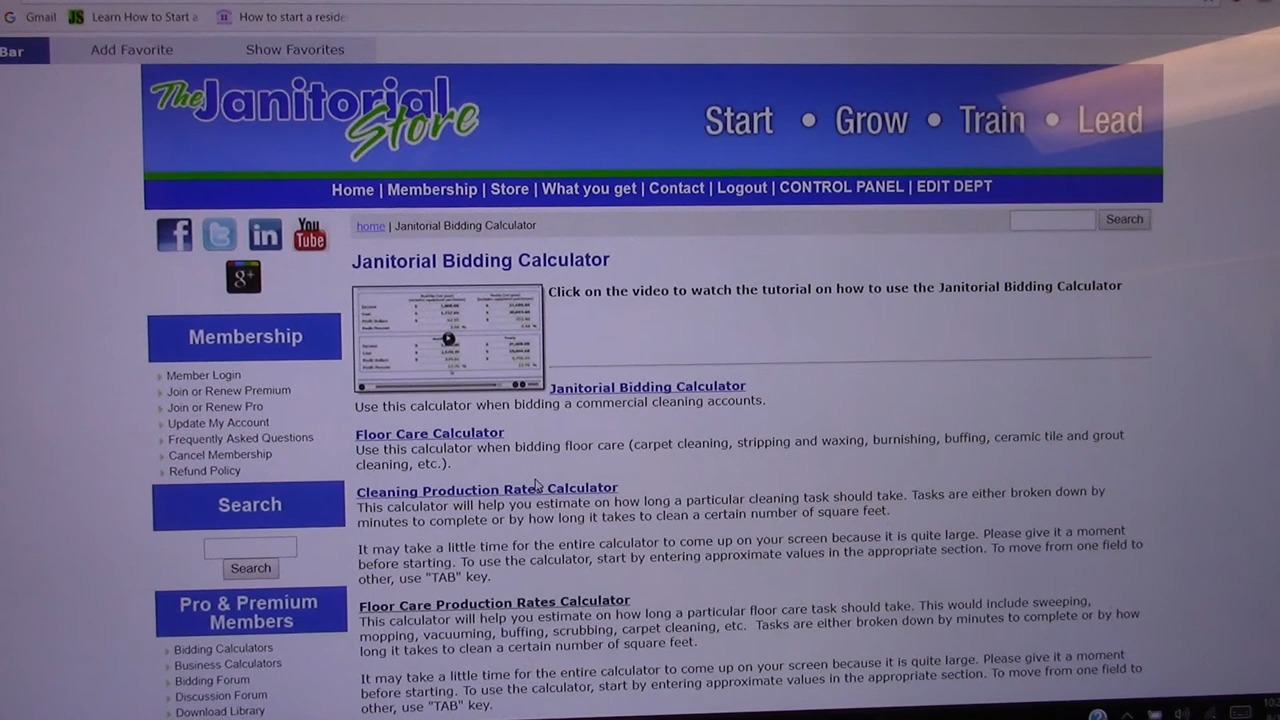 Gmail Learn How to Start a How to start a reside
Bar Add Favorite Show Favorites
The Janitorial Store
Start • Grow • Train • Lead
Home | Membership | Store | What you get | Contact | Logout | CONTROL PANEL | EDIT DEPT
home | Janitorial Bidding Calculator
Search
You Tube
g+
Janitorial Bidding Calculator
Click on the video to watch the tutorial on how to use the Janitorial Bidding Calculator
Membership
Member Login
Join or Renew Premium
Join or Renew Pro
Update My Account
Frequently Asked Questions
Cancel Membership
Refund Policy
Search
Search
Pro & Premium
Members
Bidding Calculators
Business Calculators
Bidding Forum
Discussion Forum
Download Library
Janitorial Bidding Calculator
Use this calculator when bidding a commercial cleaning accounts.
Floor Care Calculator
Use this calculator when bidding floor care (carpet cleaning, stripping and waxing, burnishing, buffing, ceramic tile and grout
cleaning, etc.).
Cleaning Production Rates Calculator
This calculator will help you estimate on how long a particular cleaning task should take. Tasks are either broken down by
minutes to complete or by how long it takes to clean a certain number of square feet.
It may take a little time for the entire calculator to come up on your screen because it is quite large. Please give it a moment
before starting. To use the calculator, start by entering approximate values in the appropriate section. To move from one field to
other, use "TAB" key.
Floor Care Production Rates Calculator
This calculator will help you estimate on how long a particular floor care task should take. This would include sweeping,
mopping, vacuuming, buffing, scrubbing, carpet cleaning, etc. Tasks are either broken down by minutes to complete or by how
long it takes to clean a certain number of square feet.
It may take a little time for the entire calculator to come up on your screen because it is quite large. Please give it a moment
before starting. To use the calculator, start by entering approximate values in the appropriate section. To move from one field to
other, use "TAB" key.